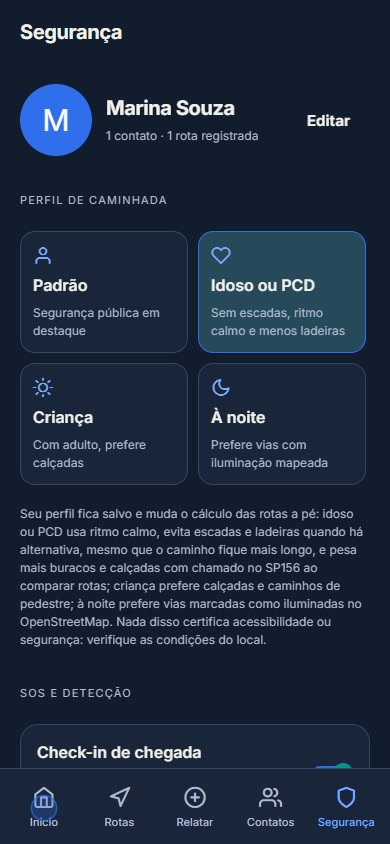 Segurança
M
Marina Souza
1 contato · 1 rota registrada
Editar
PERFIL DE CAMINHADA
Padrão
Segurança pública em
destaque
Idoso ou PCD
Sem escadas, ritmo
calmo e menos ladeiras
Criança
Com adulto, prefere
calçadas
À noite
Prefere vias com
iluminação mapeada
Seu perfil fica salvo e muda o cálculo das rotas a pé: idoso
ou PCD usa ritmo calmo, evita escadas e ladeiras quando há
alternativa, mesmo que o caminho fique mais longo, e pesa
mais buracos e calçadas com chamado no SP156 ao
comparar rotas; criança prefere calçadas e caminhos de
pedestre; à noite prefere vias marcadas como iluminadas no
OpenStreetMap. Nada disso certifica acessibilidade ou
segurança: verifique as condições do local.
SOS E DETECÇÃO
Check-in de chegada
Início
Rotas
Relatar
Contatos
Segurança